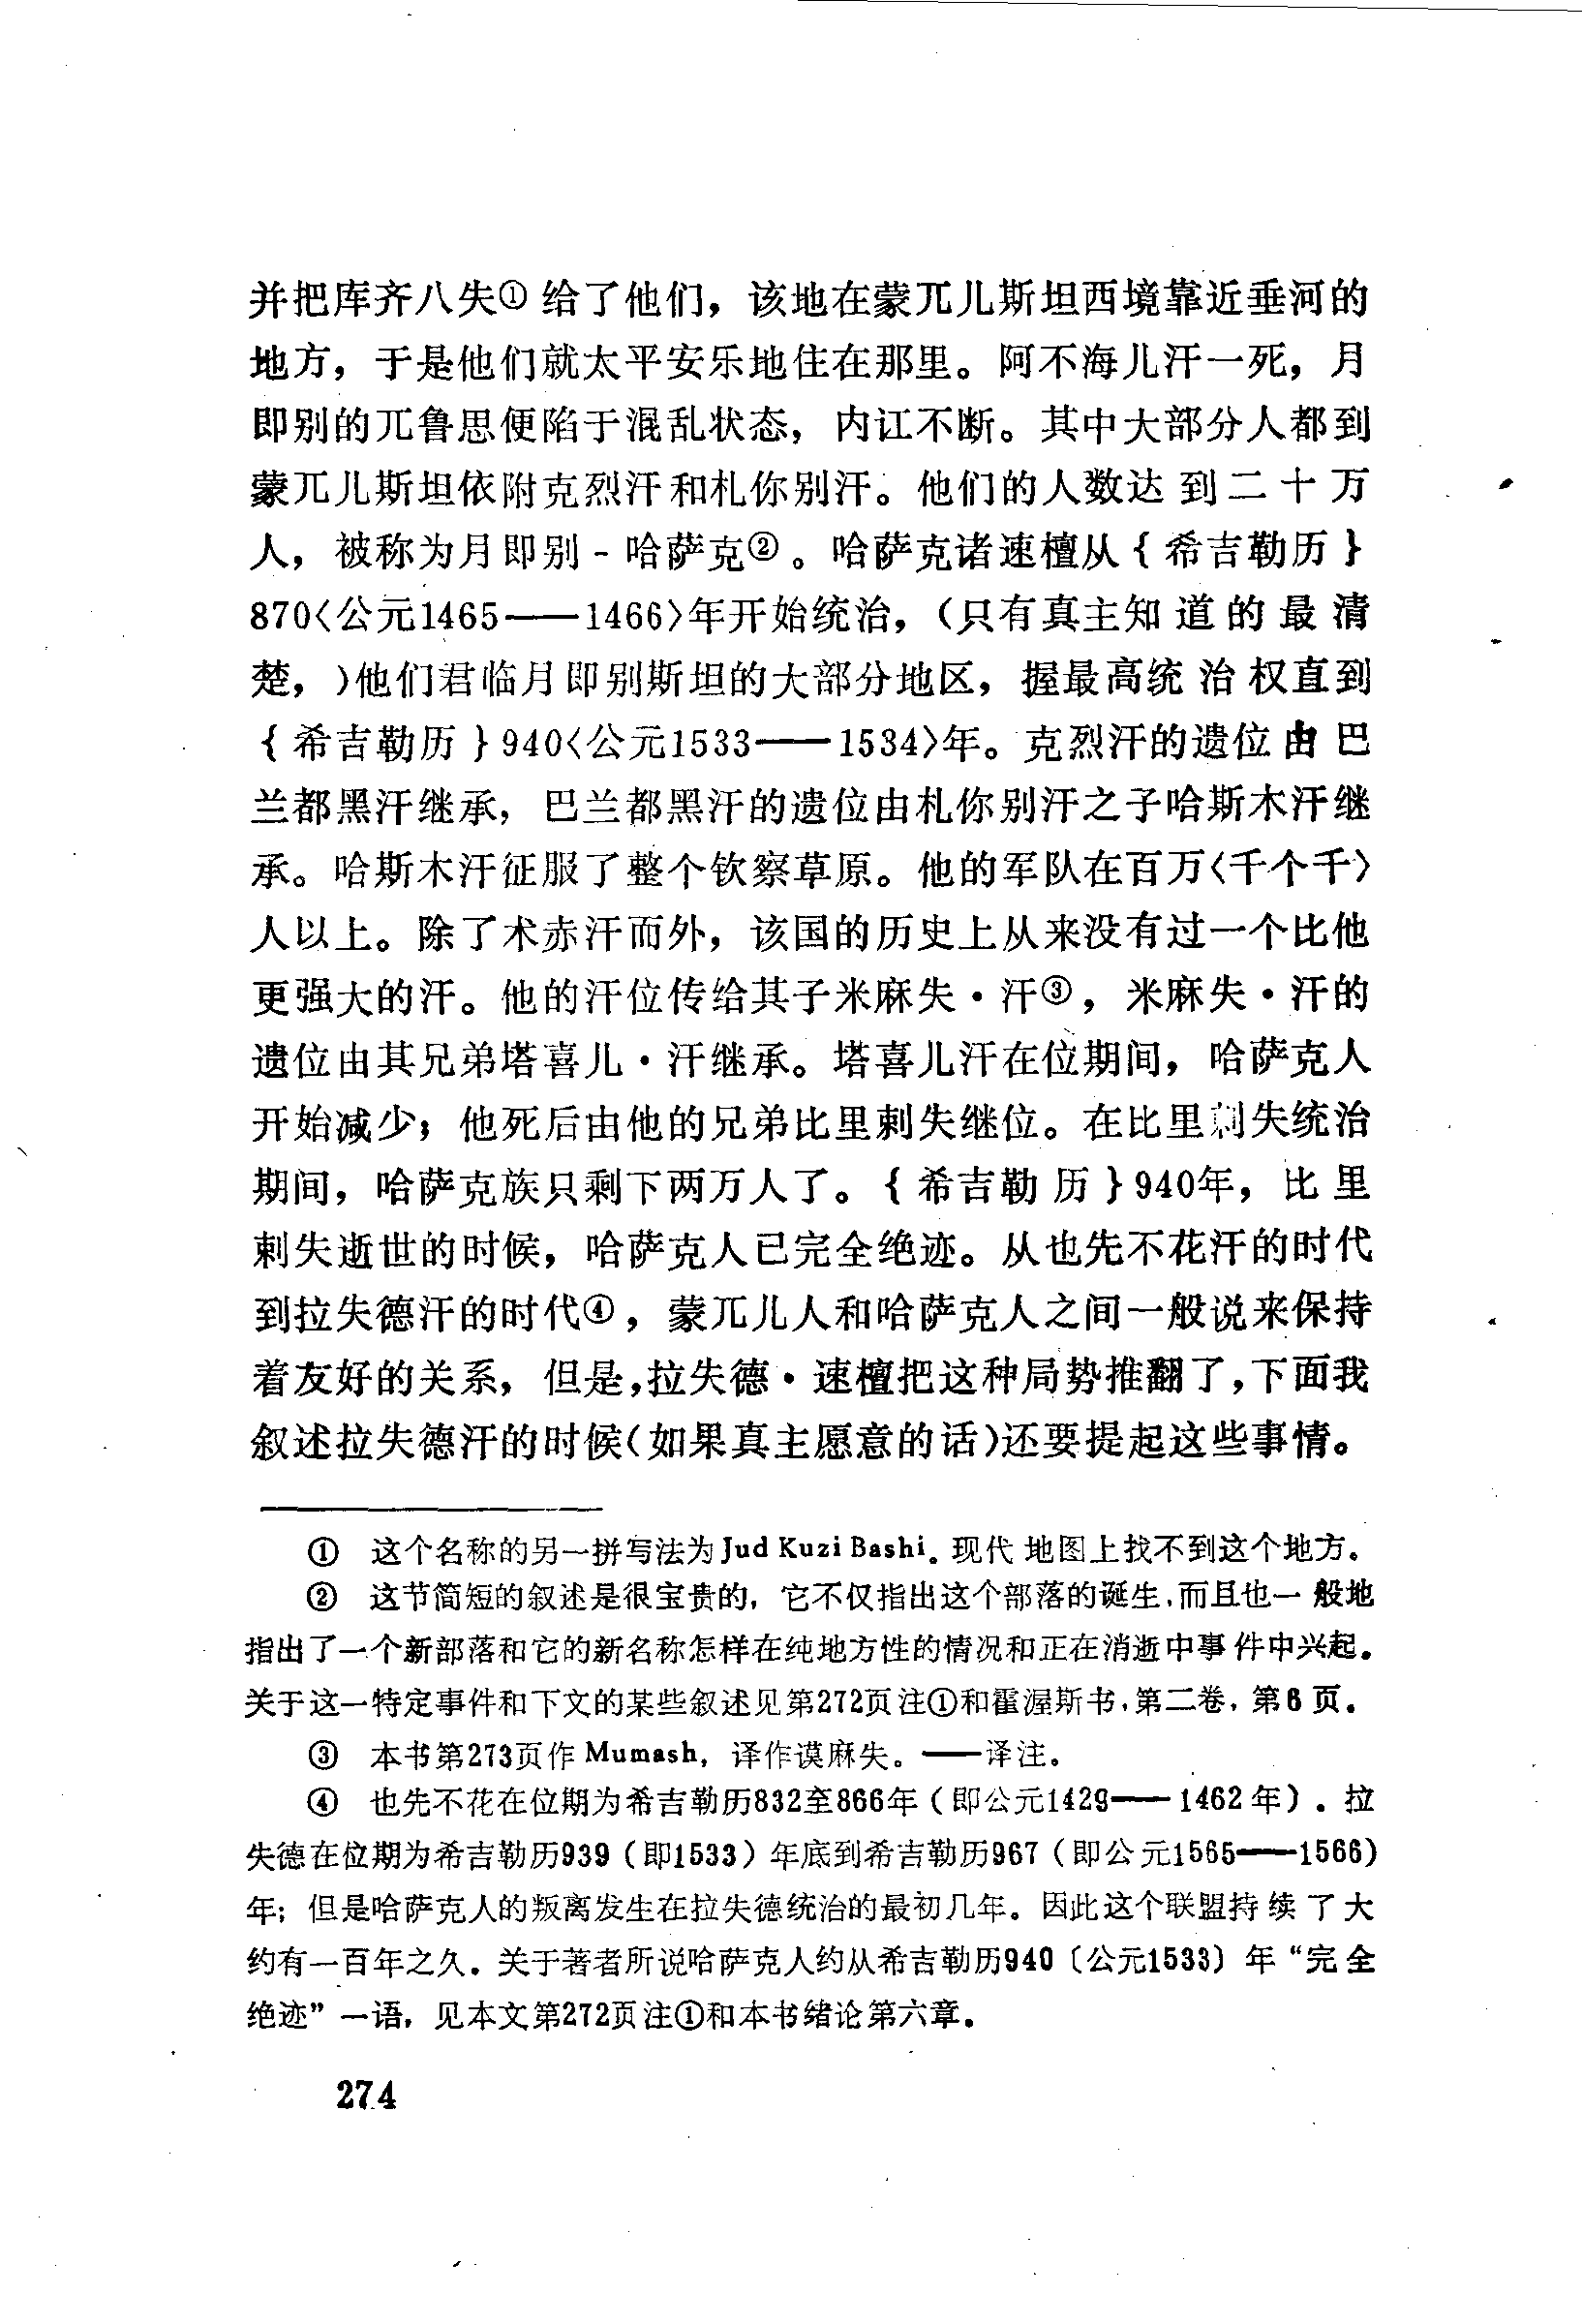 并把库齐八失①给了他们，该地在蒙兀儿斯坦西境靠近垂河的
地方，于是他们就太平安乐地住在那里。阿不海儿汗一死，月
即别的兀鲁思便陷于混乱状态，内讧不断。其中大部分人都到
蒙兀儿斯坦依附克烈汗和札你别汗。他们的人数达到二十万
人，被称为月即别-哈萨克②。哈萨克诸速檀从{希吉勒历}
870〈公元1465——1466〉年开始统治，（只有真主知道的最清
楚，）他们君临月即别斯坦的大部分地区，握最高统治权直到
{希吉勒历}940〈公元1533——1534〉年。克烈汗的遗位由巴
兰都黑汗继承，巴兰都黑汗的遗位由札你别汗之子哈斯木汗继
承。哈斯木汗征服了整个钦察草原。他的军队在百万〈千个千〉
人以上。除了术赤汗而外，该国的历史上从来没有过一个比他
更强大的汗。他的汗位传给其子米麻失·汗③，米麻失·汗的
遗位由其兄弟塔喜儿·汗继承。塔喜儿汗在位期间，哈萨克人
开始减少；他死后由他的兄弟比里剌失继位。在比里剌失统治
期间，哈萨克族只剩下两万人了。{希吉勒历}940年，比里
剌失逝世的时候，哈萨克人已完全绝迹。从也先不花汗的时代
到拉失德汗的时代④，蒙兀儿人和哈萨克人之间一般说来保持
着友好的关系，但是，拉失德·速檀把这种局势推翻了，下面我
叙述拉失德汗的时候（如果真主愿意的话）还要提起这些事情。
① 这个名称的另一拼写法为Jud Kuzi Bashi。现代地图上找不到这个地方。
② 这节简短的叙述是很宝贵的，它不仅指出这个部落的诞生，而且也一般地
指出了一个新部落和它的新名称怎样在纯地方性的情况和正在消逝中事件中兴起。
关于这一特定事件和下文的某些叙述见第272页注①和霍渥斯书，第二卷，第6页。
③ 本书第273页作Mumash，译作谟麻失。——译注。
④ 也先不花在位期为希吉勒历832至866年（即公元1429——1462年）。拉
失德在位期为希吉勒历939（即1533）年底到希吉勒历967（即公元1565——1566）
年；但是哈萨克人的叛离发生在拉失德统治的最初几年。因此这个联盟持续了大
约有一百年之久。关于著者所说哈萨克人约从希吉勒历940〔公元1533〕年“完全
绝迹”一语，见本文第272页注①和本书绪论第六章。
274